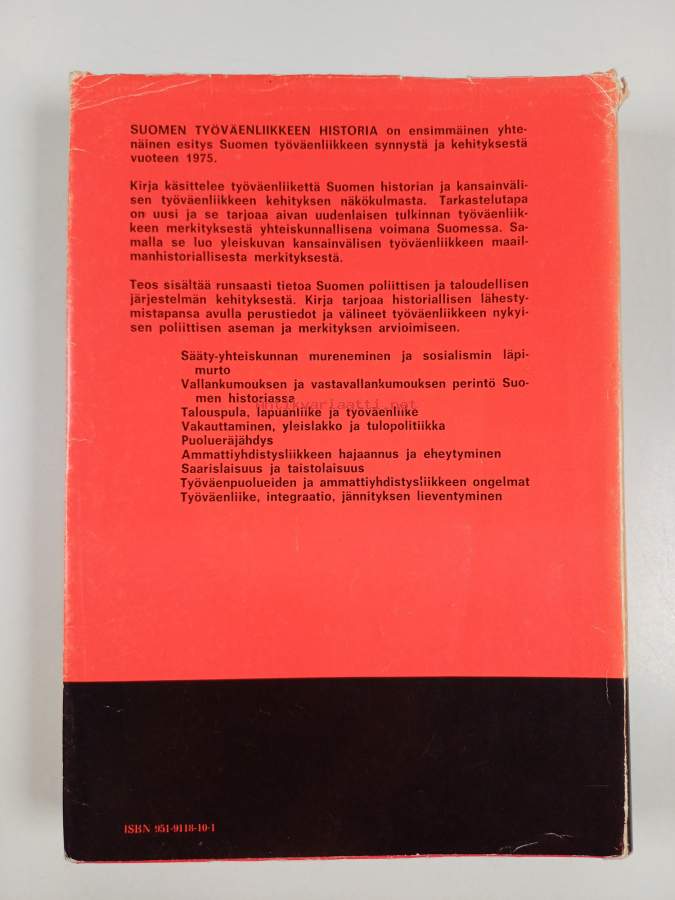 SUOMEN TYÖVÄENLIIKKEEN HISTORIA on ensimmäinen yhte-
näinen esitys Suomen työväenliikkeen synnystä ja kehityksestä
vuoteen 1975.
Kirja käsittelee työväenliikettä Suomen historian ja kansainväli-
sen työväenliikkeen kehityksen näkökulmasta. Tarkastelutapa
on uusi ja se tarjoaa aivan uudenlaisen tulkinnan työväenliik-
keen merkityksestä yhteiskunnallisena voimana Suomessa. Sa-
malla se luo yleiskuvan kansainvälisen työväenliikkeen maail-
manhistoriallisesta merkityksestä.
Teos sisältää runsaasti tietoa Suomen poliittisen ja taloudellisen
järjestelmän kehityksestä. Kirja tarjoaa historiallisen lähesty-
mistapansa avulla perustiedot ja välineet työväenliikkeen nykyi-
sen poliittisen aseman ja merkityksen arvioimiseen.
Sääty-yhteiskunnan mureneminen ja sosialismin läpi-
murto
Vallankumouksen ja vastavallankumouksen perintö Suo-
men historiassa
antikvariaatti.net
Talouspula, lapuanliike ja työväenliike
Vakauttaminen, yleislakko ja tulopolitiikka
Puolueräjähdys
Ammattiyhdistysliikkeen hajaannus ja eheytyminen
Saarislaisuus ja taistolaisuus
Työväenpuolueiden ja ammattiyhdistysliikkeen ongelmat
Työväenliike, integraatio, jännityksen lieventyminen
ISBN 951-9118-10-1